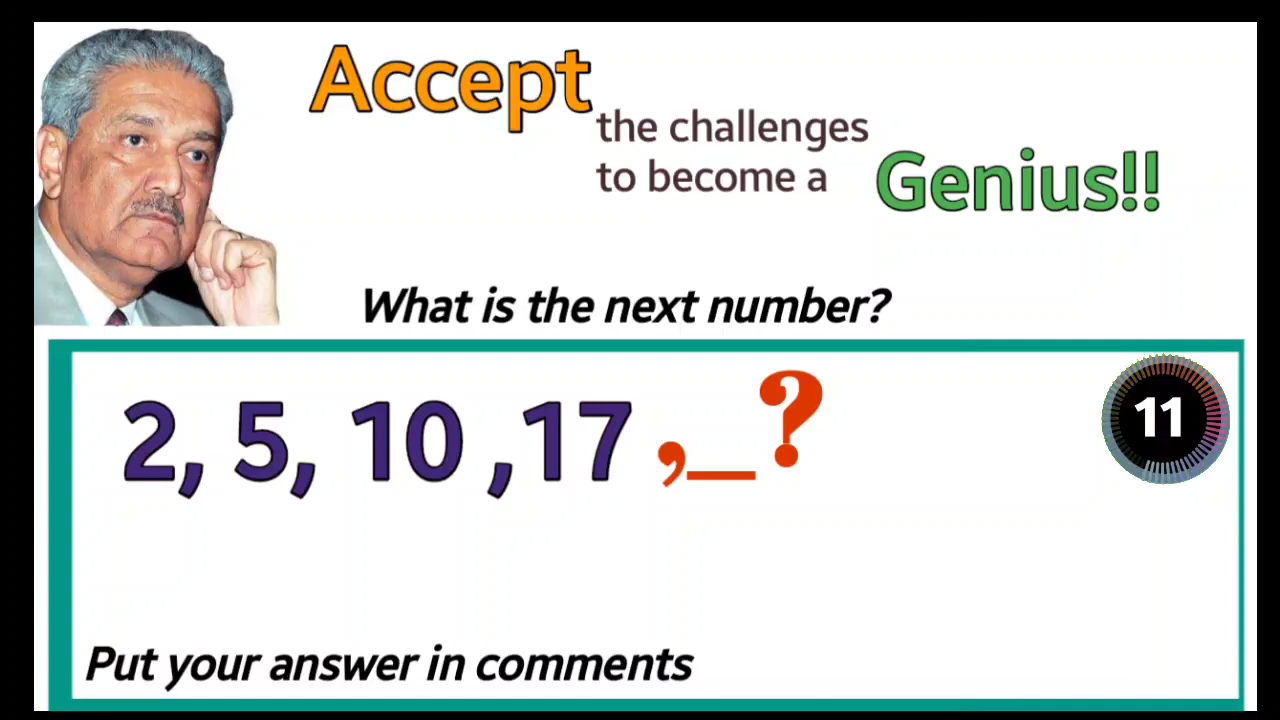 Accept
the challenges
to become a Genius!!
What is the next number?
2, 5, 10 ,17 ,_?
11
Put your answer in comments